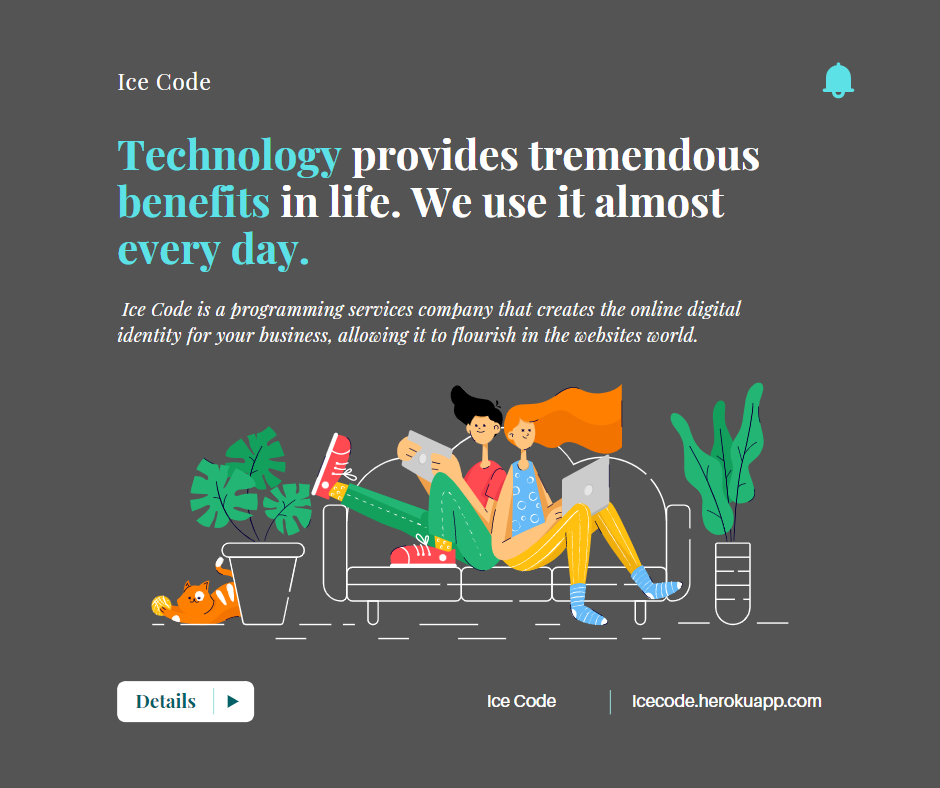 Ice Code
Technology provides tremendous
benefits in life. We use it almost
every day.
Ice Code is a programming services company that creates the online digital
identity for your business, allowing it to flourish in the websites world.
Details
Ice Code
Icecode.herokuapp.com